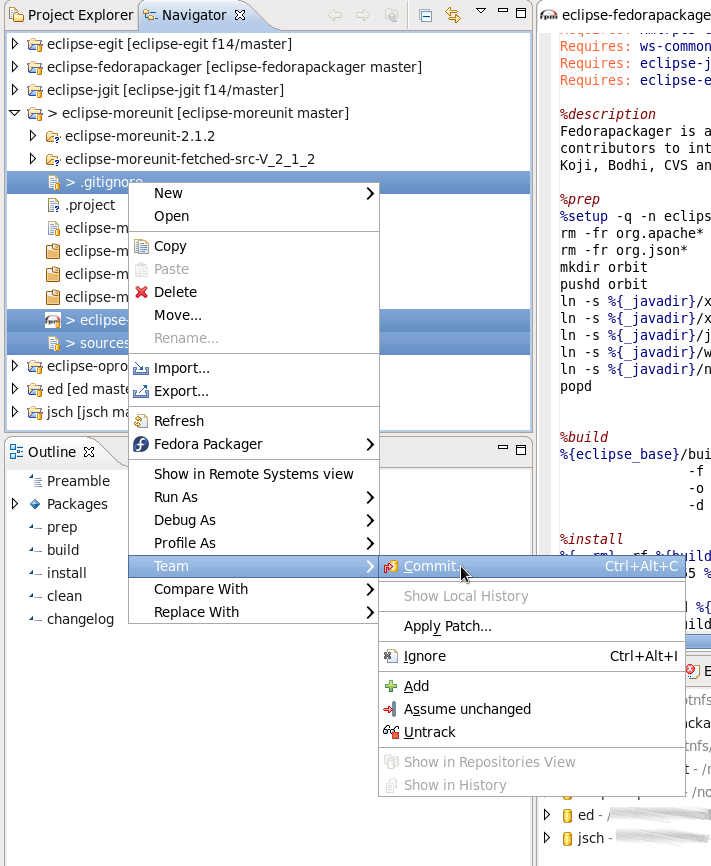 Project Explorer
Navigator
eclipse-egit [eclipse-egit f14/master]
eclipse-fedorapackager [eclipse-fedorapackager master]
eclipse-jgit [eclipse-jgit f14/master]
> eclipse-moreunit [eclipse-moreunit master]
eclipse-moreunit-2.1.2
eclipse-moreunit-fetched-src-V_2_1_2
> .gitignore
.project
eclipse-m
eclipse-m
eclipse-m
eclipse-m
> eclipse-
> sources
eclipse-opro
ed [ed maste
jsch [jsch ma
New
Open
Copy
Paste
Delete
Move...
Rename...
Import...
Export...
Refresh
Fedora Packager
Show in Remote Systems view
Run As
Debug As
Profile As
Team
Compare With
Replace With
Commit... Ctrl+Alt+C
Show Local History
Apply Patch...
Ignore Ctrl+Alt+I
Add
Assume unchanged
Untrack
Show in Repositories View
Show in History
Outline
Preamble
Packages
prep
build
install
clean
changelog
rpm eclipse-fedorapackage
Requires: ws-common
Requires: eclipse-j
Requires: eclipse-e
%description
Fedorapackager is a
contributors to int
Koji, Bodhi, CVS an
%prep
%setup -q -n eclips
rm -fr org.apache*
rm -fr org.json*
mkdir orbit
pushd orbit
ln -s %{_javadir}/x
ln -s %{_javadir}/x
ln -s %{_javadir}/j
ln -s %{_javadir}/w
ln -s %{_javadir}/n
popd
%build
%{eclipse_base}/bui
-f
-o
-d
%install
ed - /
jsch -